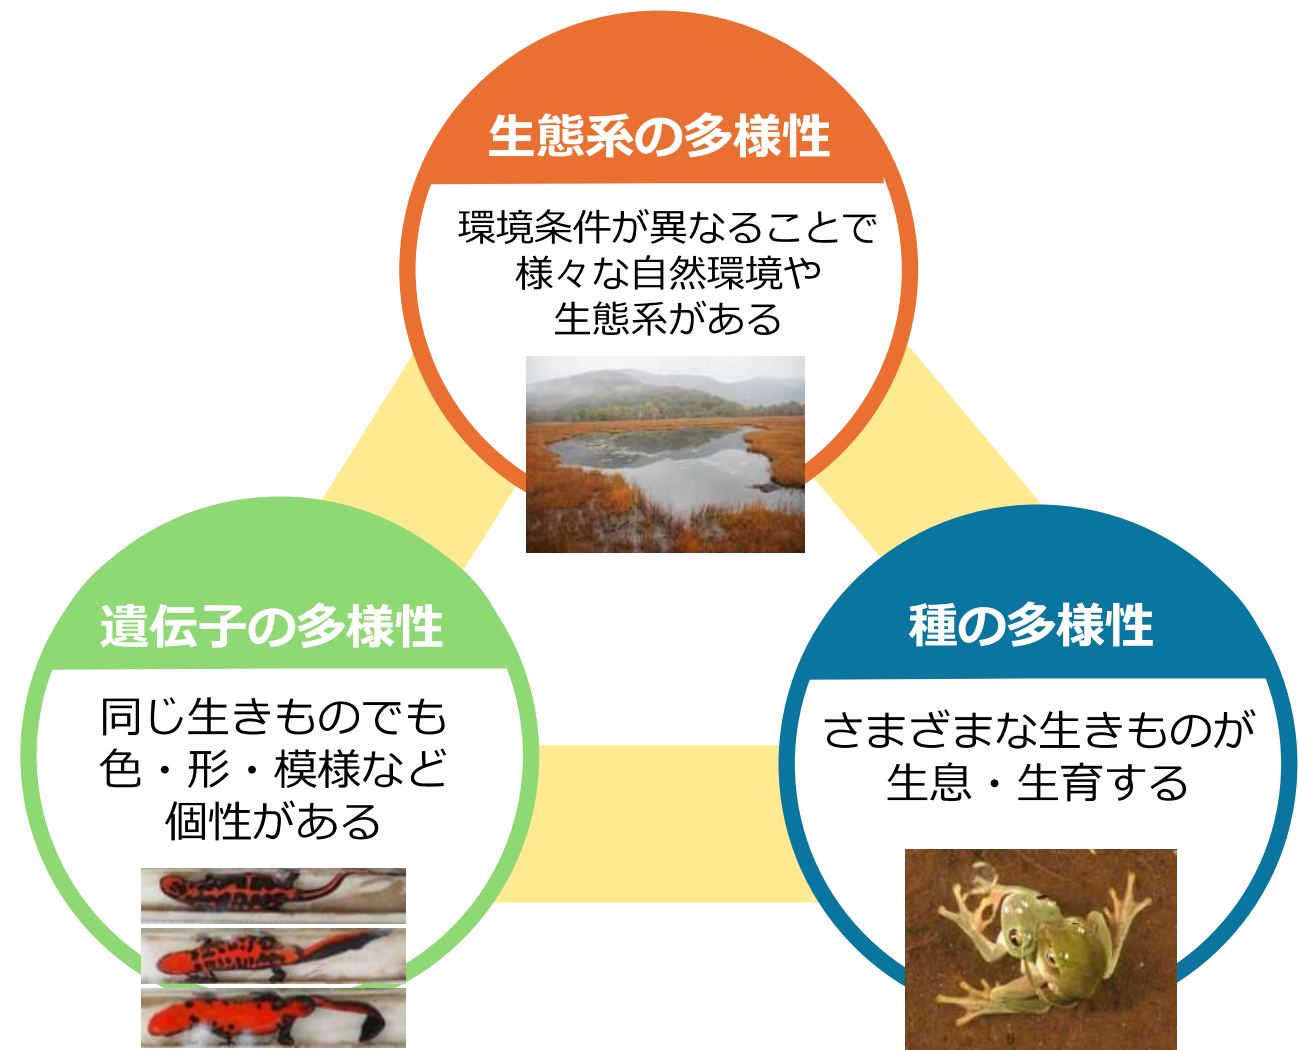 生態系の多様性
環境条件が異なることで
様々な自然環境や
生態系がある
遺伝子の多様性
同じ生きものでも
色・形・模様など
個性がある
種の多様性
さまざまな生きものが
生息・生育する